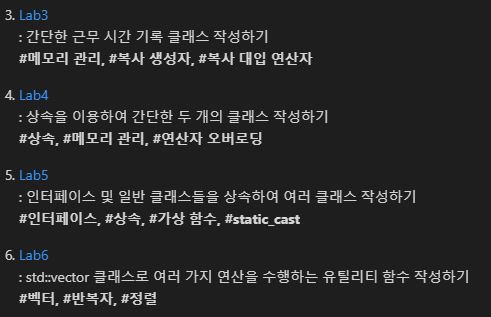 3. Lab3
: 간단한 근무 시간 기록 클래스 작성하기
#메모리 관리, #복사 생성자, #복사 대입 연산자
4. Lab4
: 상속을 이용하여 간단한 두 개의 클래스 작성하기
#상속, #메모리 관리, #연산자 오버로딩
5. Lab5
: 인터페이스 및 일반 클래스들을 상속하여 여러 클래스 작성하기
#인터페이스, #상속, #가상 함수, #static_cast
6. Lab6
: std::vector 클래스로 여러 가지 연산을 수행하는 유틸리티 함수 작성하기
#벡터, #반복자, #정렬